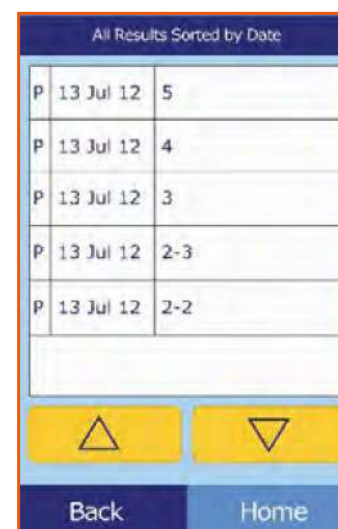 All Results Sorted by Date
P 13 Jul 12 5
P 13 Jul 12 4
P 13 Jul 12 3
P 13 Jul 12 2-3
P 13 Jul 12 2-2
Back Home